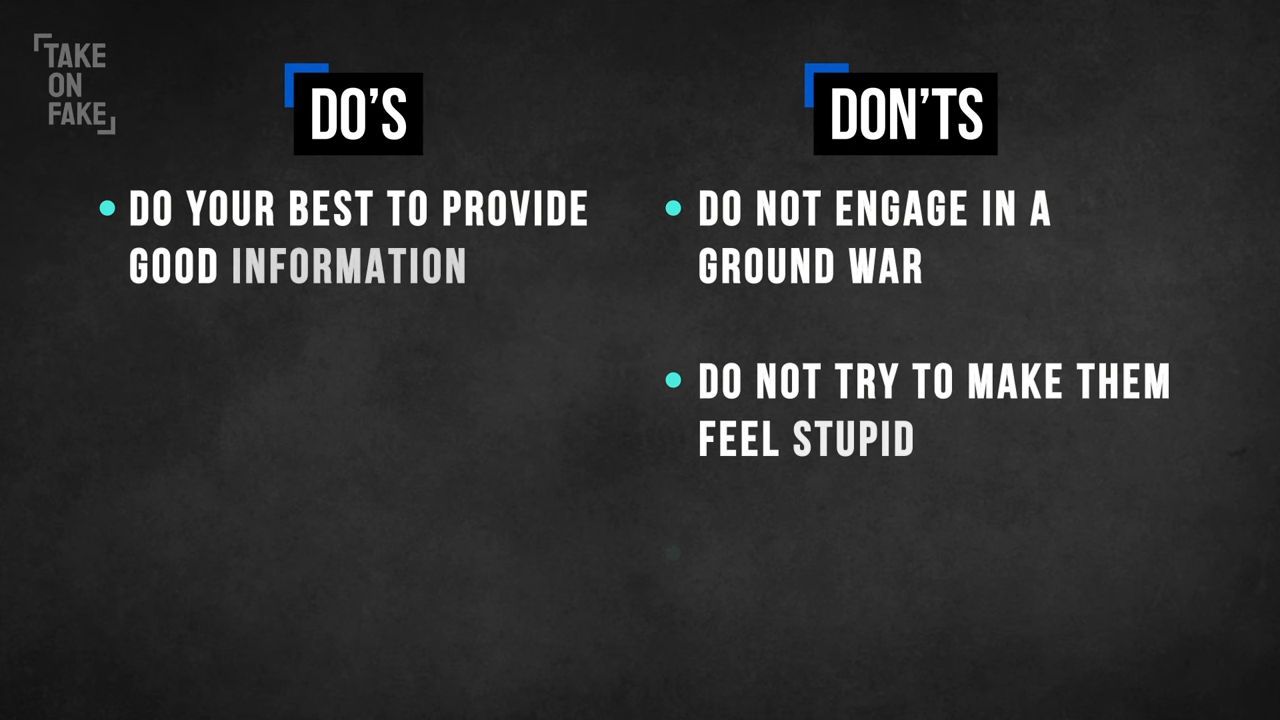 TAKE
ON
FAKE
DO'S
DO YOUR BEST TO PROVIDE
GOOD INFORMATION
DON'TS
DO NOT ENGAGE IN A
GROUND WAR
DO NOT TRY TO MAKE THEM
FEEL STUPID